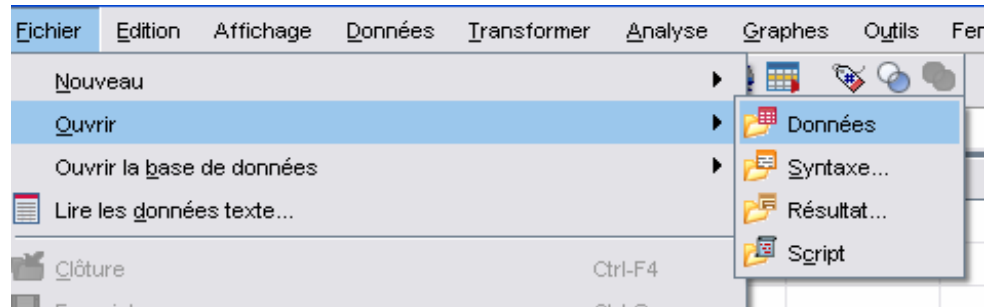 Fichier Edition Affichage Données Transformer Analyse Graphes Outils
Nouveau
Ouvrir
Données
Ouvrir la base de données
Syntaxe...
Lire les données texte...
Résultat...
Script
Clôture Ctrl-F4